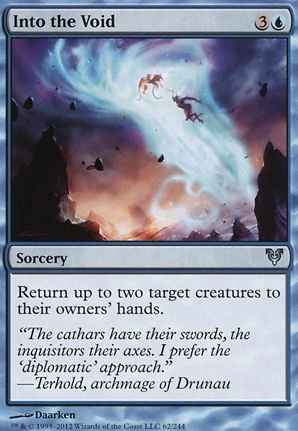 Into the Void 3
Sorcery
Return up to two target creatures to
their owners' hands.
"The cathars have their swords, the
inquisitors their axes. I prefer the
'diplomatic' approach."
—Terhold, archmage of Drunau
Daarken
™ & © 1993–2012 Wizards of the Coast LLC 62/244